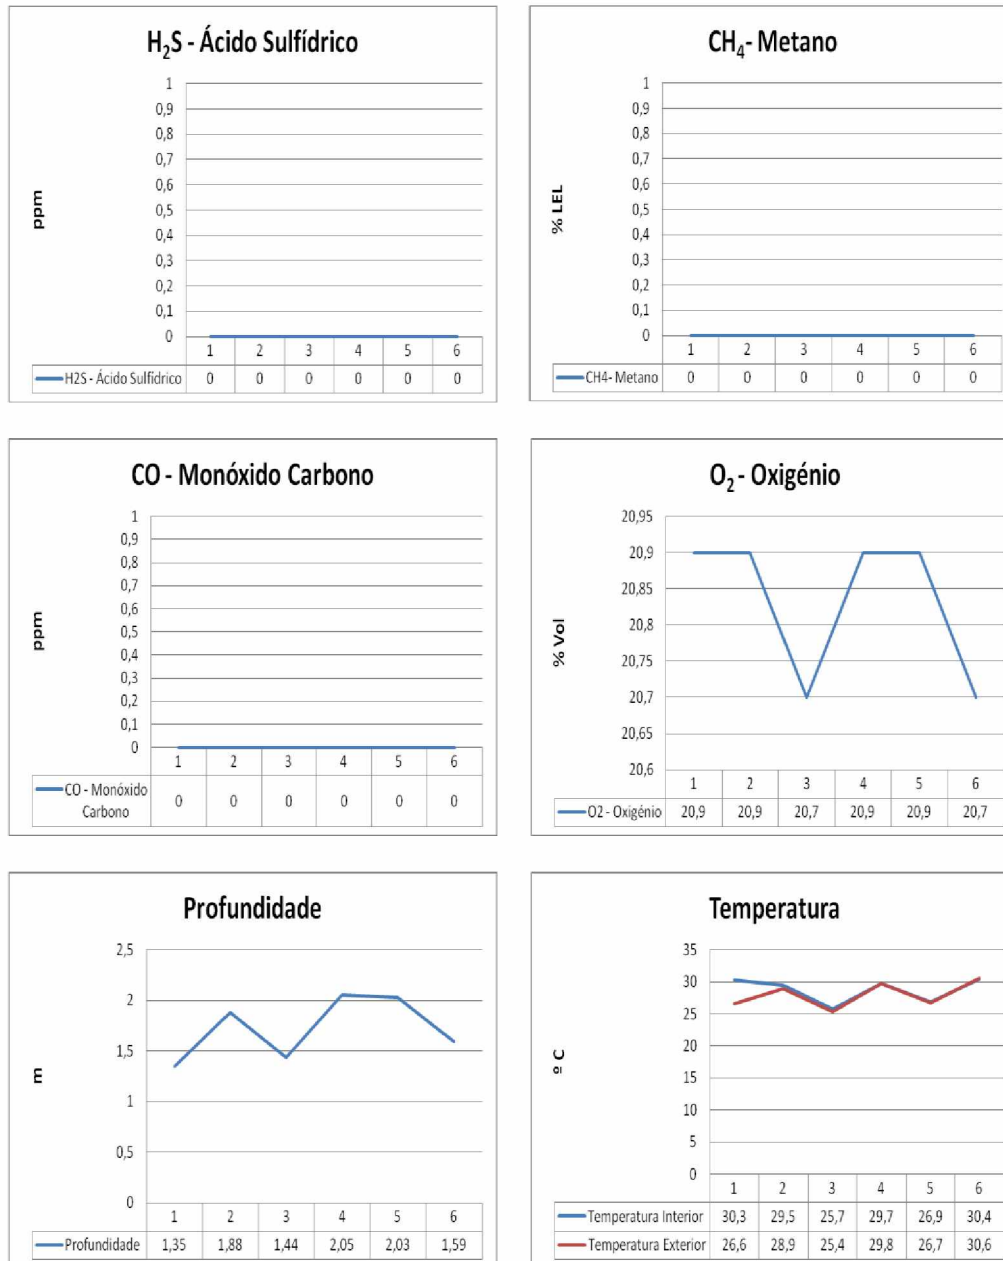 H₂S - Ácido Sulfídrico
ppm
1
0,9
0,8
0,7
0,6
0,5
0,4
0,3
0,2
0,1
0
1 2 3 4 5 6
H2S - Ácido Sulfídrico 0 0 0 0 0 0
CH₄- Metano
% LEL
1
0,9
0,8
0,7
0,6
0,5
0,4
0,3
0,2
0,1
0
1 2 3 4 5 6
CH4- Metano 0 0 0 0 0 0
CO - Monóxido Carbono
ppm
1
0,9
0,8
0,7
0,6
0,5
0,4
0,3
0,2
0,1
0
1 2 3 4 5 6
CO - Monóxido
Carbono 0 0 0 0 0 0
O₂ - Oxigénio
% Vol
20,95
20,9
20,85
20,8
20,75
20,7
20,65
20,6
1 2 3 4 5 6
O2 - Oxigénio 20,9 20,9 20,7 20,9 20,9 20,7
Profundidade
m
2,5
2
1,5
1
0,5
0
1 2 3 4 5 6
Profundidade 1,35 1,88 1,44 2,05 2,03 1,59
Temperatura
º C
35
30
25
20
15
10
5
0
1 2 3 4 5 6
Temperatura Interior 30,3 29,5 25,7 29,7 26,9 30,4
Temperatura Exterior 26,6 28,9 25,4 29,8 26,7 30,6